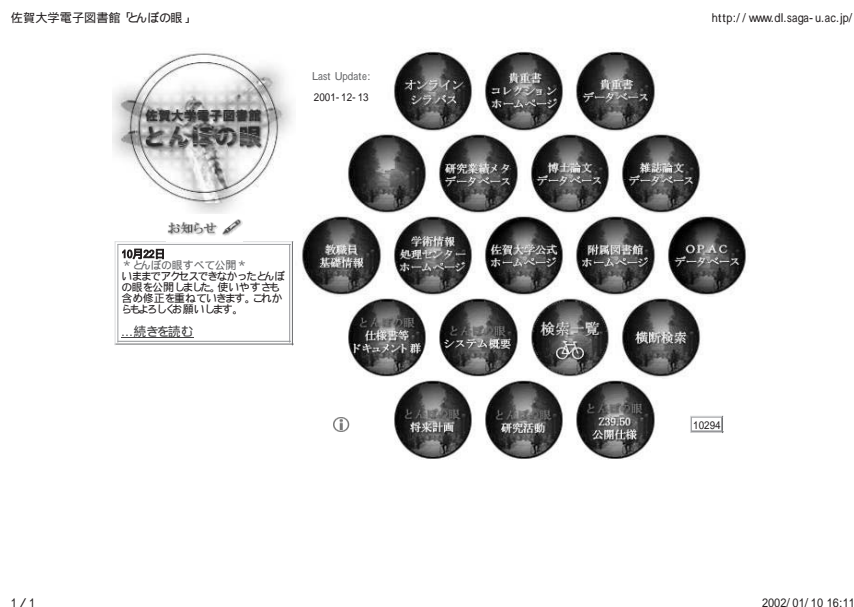 佐賀大学電子図書館「とんぼの眼」
http://www.dl.saga-u.ac.jp/
佐賀大学電子図書館
とんぼの眼
Last Update:
2001-12-13
オンライン
シラバス
貴重書
コレクション
ホームページ
貴重書
データベース
研究業績メタ
データベース
博士論文
データベース
雑誌論文
データベース
お知らせ
10月22日
*とんぼの眼すべて公開*
いままでアクセスできなかったとんぼ
の眼を公開しました。使いやすさも
含め修正を重ねていきます。これか
らもよろしくお願いします。
...続きを読む
教職員
基礎情報
学術情報
処理センター
ホームページ
佐賀大学公式
ホームページ
附属図書館
ホームページ
OPAC
データベース
とんぼの眼
仕様書等
ドキュメント群
とんぼの眼
システム概要
検索一覧
横断検索
とんぼの眼
将来計画
とんぼの眼
研究活動
とんぼの眼
Z39.50
公開仕様
10294
1 / 1
2002/01/10 16:11